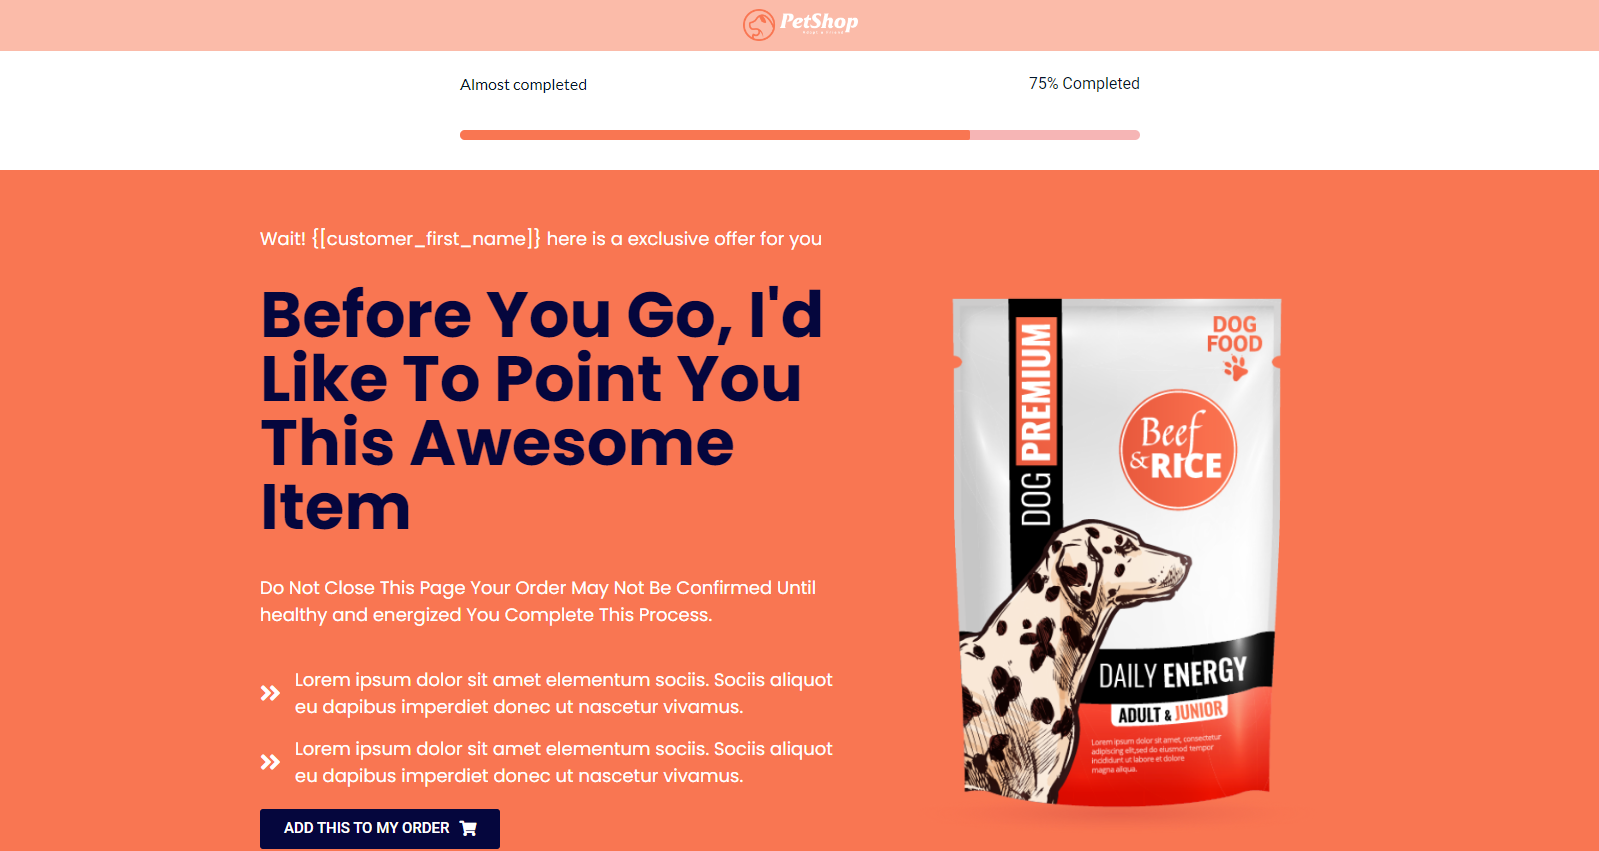 PetShop
Almost completed
75% Completed
Wait! {[customer_first_name]} here is a exclusive offer for you
Before You Go, I'd
Like To Point You
This Awesome
Item
Do Not Close This Page Your Order May Not Be Confirmed Until
healthy and energized You Complete This Process.
Lorem ipsum dolor sit amet elementum sociis. Sociis aliquot
eu dapibus imperdiet donec ut nascetur vivamus.
Lorem ipsum dolor sit amet elementum sociis. Sociis aliquot
eu dapibus imperdiet donec ut nascetur vivamus.
ADD THIS TO MY ORDER
DOG PREMIUM
DOG
FOOD
Beef
& RICE
DAILY ENERGY
ADULT & JUNIOR
Lorem ipsum dolor sit amet, consectetur
adipiscing elit,sed do eiusmod tempor
incididunt ut labore et dolore
magna aliqua.